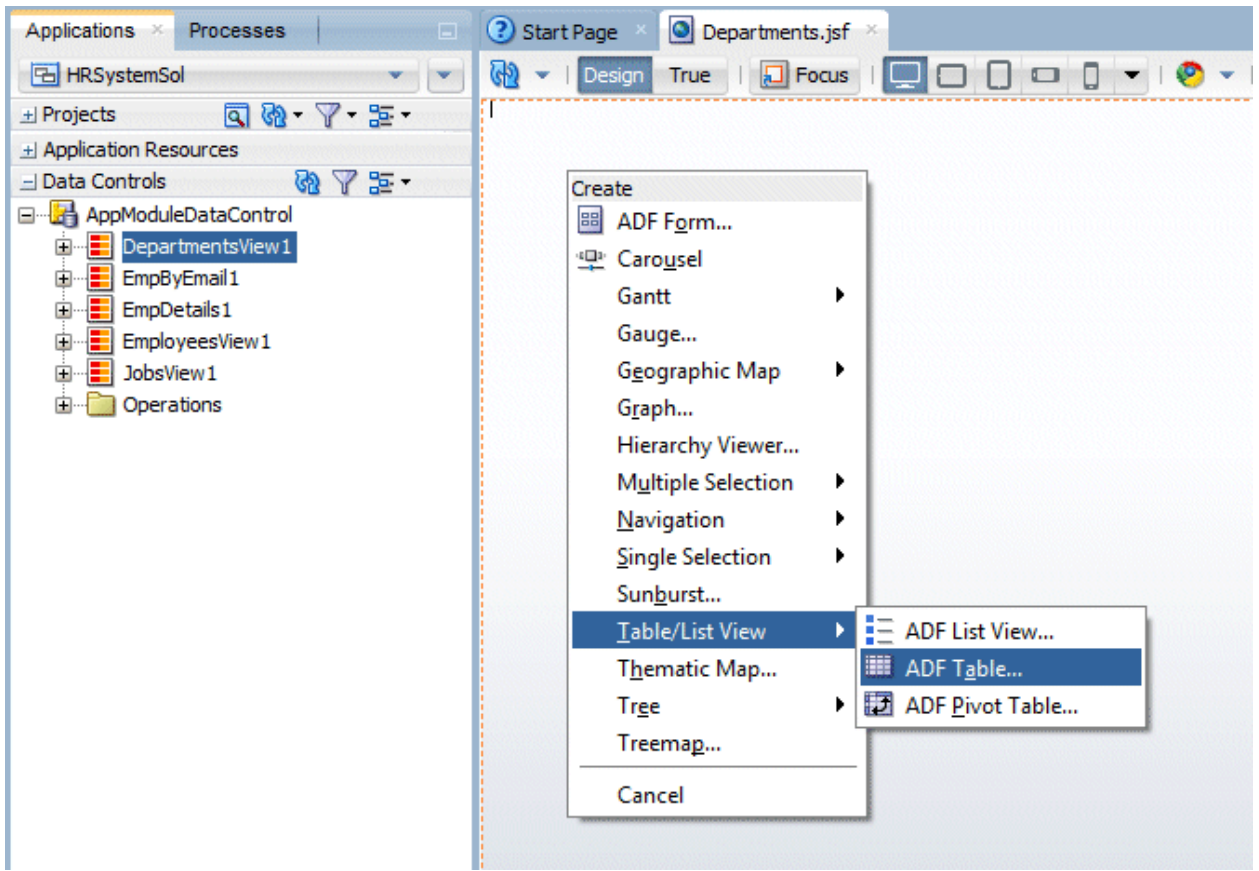 Applications Processes
Start Page Departments.jsf
HRSystemSol
Design True Focus
Projects
Application Resources
Data Controls
AppModuleDataControl
DepartmentsView1
EmpByEmail1
EmpDetails1
EmployeesView1
JobsView1
Operations
Create
ADF Form...
Carousel
Gantt
Gauge...
Geographic Map
Graph...
Hierarchy Viewer...
Multiple Selection
Navigation
Single Selection
Sunburst...
Table/List View
Thematic Map...
Tree
Treemap...
Cancel
ADF List View...
ADF Table...
ADF Pivot Table...